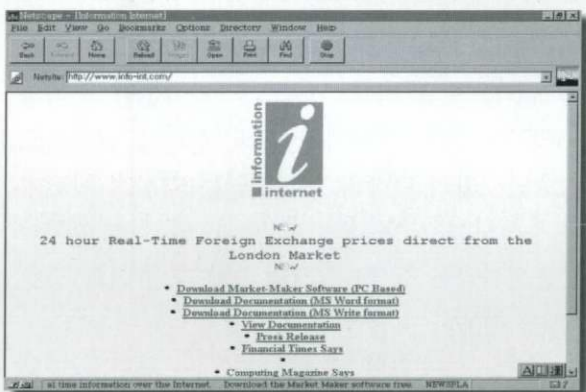 Netscape - [Information Internet]
File Edit View Go Bookmarks Options Directory Window Help
Back Forward Home Reload Images Open Print Find Stop
Netsite: http://www.info-int.com/
information
i
internet
NEW
24 hour Real-Time Foreign Exchange prices direct from the
London Market
NEW
• Download Market-Maker Software (PC Based)
• Download Documentation (MS Word format)
• Download Documentation (MS Write format)
• View Documentation
• Press Release
• Financial Times Says
•
• Computing Magazine Says
al time information over the Internet. Download the Market Maker software free.